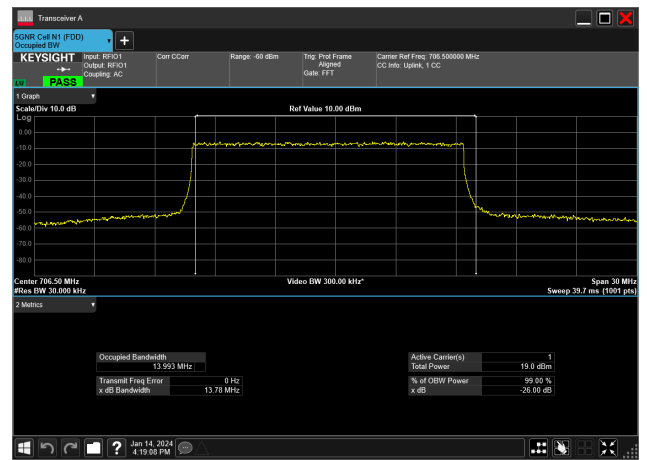 Transceiver A
5GNR Cell N1 (FDD)
Occupied BW
KEYSIGHT
LXI
PASS
Input: RFIO1
Output: RFIO1
Coupling: AC
Corr CCorr
Range: -60 dBm
Trig: Prot Frame
Aligned
Gate: FFT
Carrier Ref Freq: 706.500000 MHz
CC Info: Uplink, 1 CC
1 Graph
Scale/Div 10.0 dB
Ref Value 10.00 dBm
Log
0.00
-10.0
-20.0
-30.0
-40.0
-50.0
-60.0
-70.0
-80.0
Center 706.50 MHz
Video BW 300.00 kHz*
Span 30 MHz
#Res BW 30.000 kHz
Sweep 39.7 ms (1001 pts)
2 Metrics
Occupied Bandwidth
13.993 MHz
Active Carrier(s) 1
Total Power 19.0 dBm
Transmit Freq Error 0 Hz
x dB Bandwidth 13.78 MHz
% of OBW Power 99.00 %
x dB -26.00 dB
?
Jan 14, 2024
4:19:08 PM